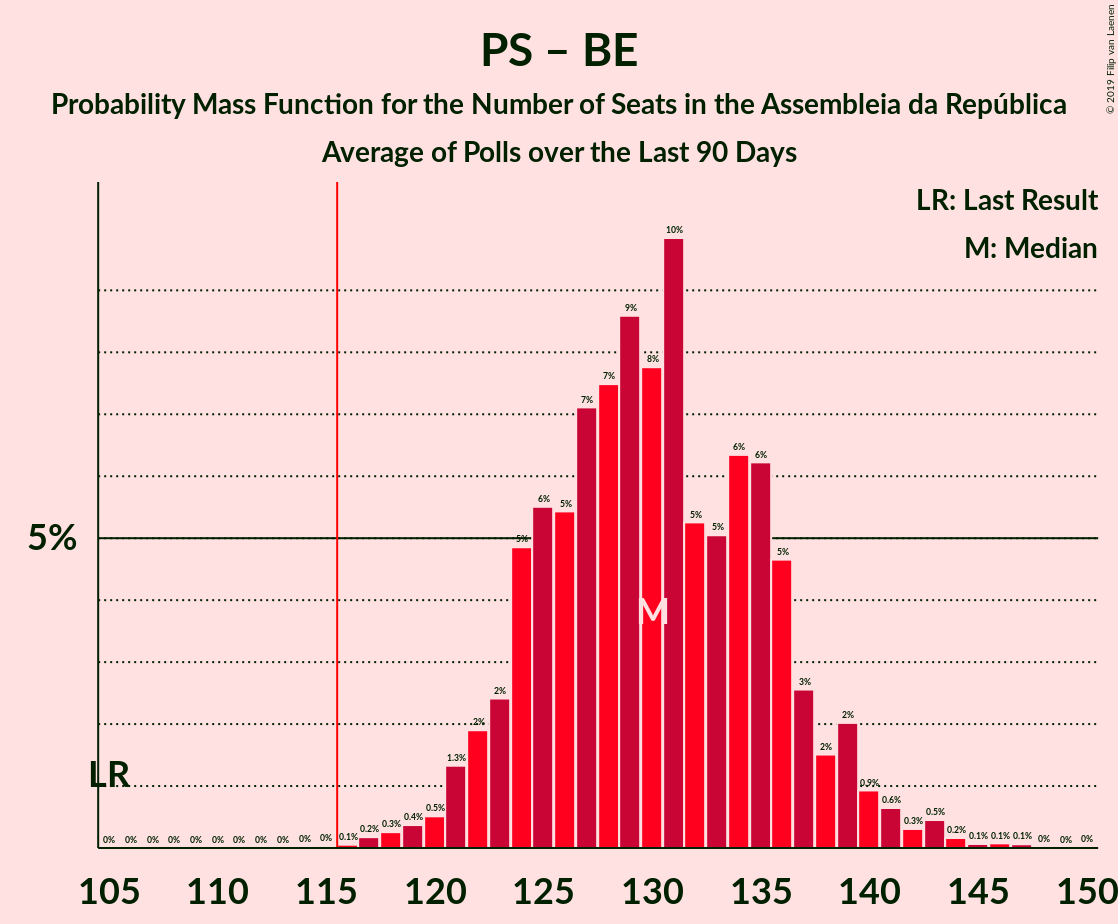 PS – BE
Probability Mass Function for the Number of Seats in the Assembleia da República
Average of Polls over the Last 90 Days
© 2019 Filip van Laenen
LR: Last Result
M: Median
5%
LR
M
0% 0% 0% 0% 0% 0% 0% 0% 0% 0% 0% 0.1% 0.2% 0.3% 0.4% 0.5% 1.3% 2% 2% 5% 6% 5% 7% 7% 9% 8% 10% 5% 5% 6% 6% 5% 3% 2% 2% 0.9% 0.6% 0.3% 0.5% 0.2% 0.1% 0.1% 0.1% 0% 0% 0%
105 110 115 120 125 130 135 140 145 150